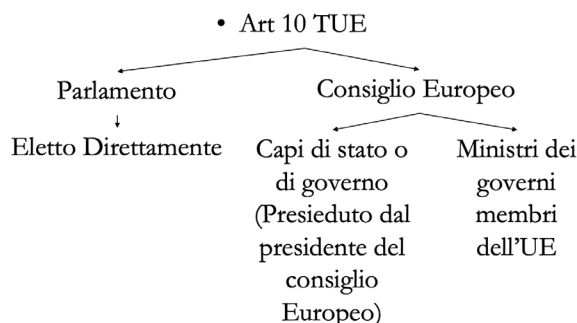 • Art 10 TUE
Parlamento
Eletto Direttamente
Consiglio Europeo
Capi di stato o
di governo
(Presieduto dal
presidente del
consiglio
Europeo)
Ministri dei
governi
membri
dell'UE